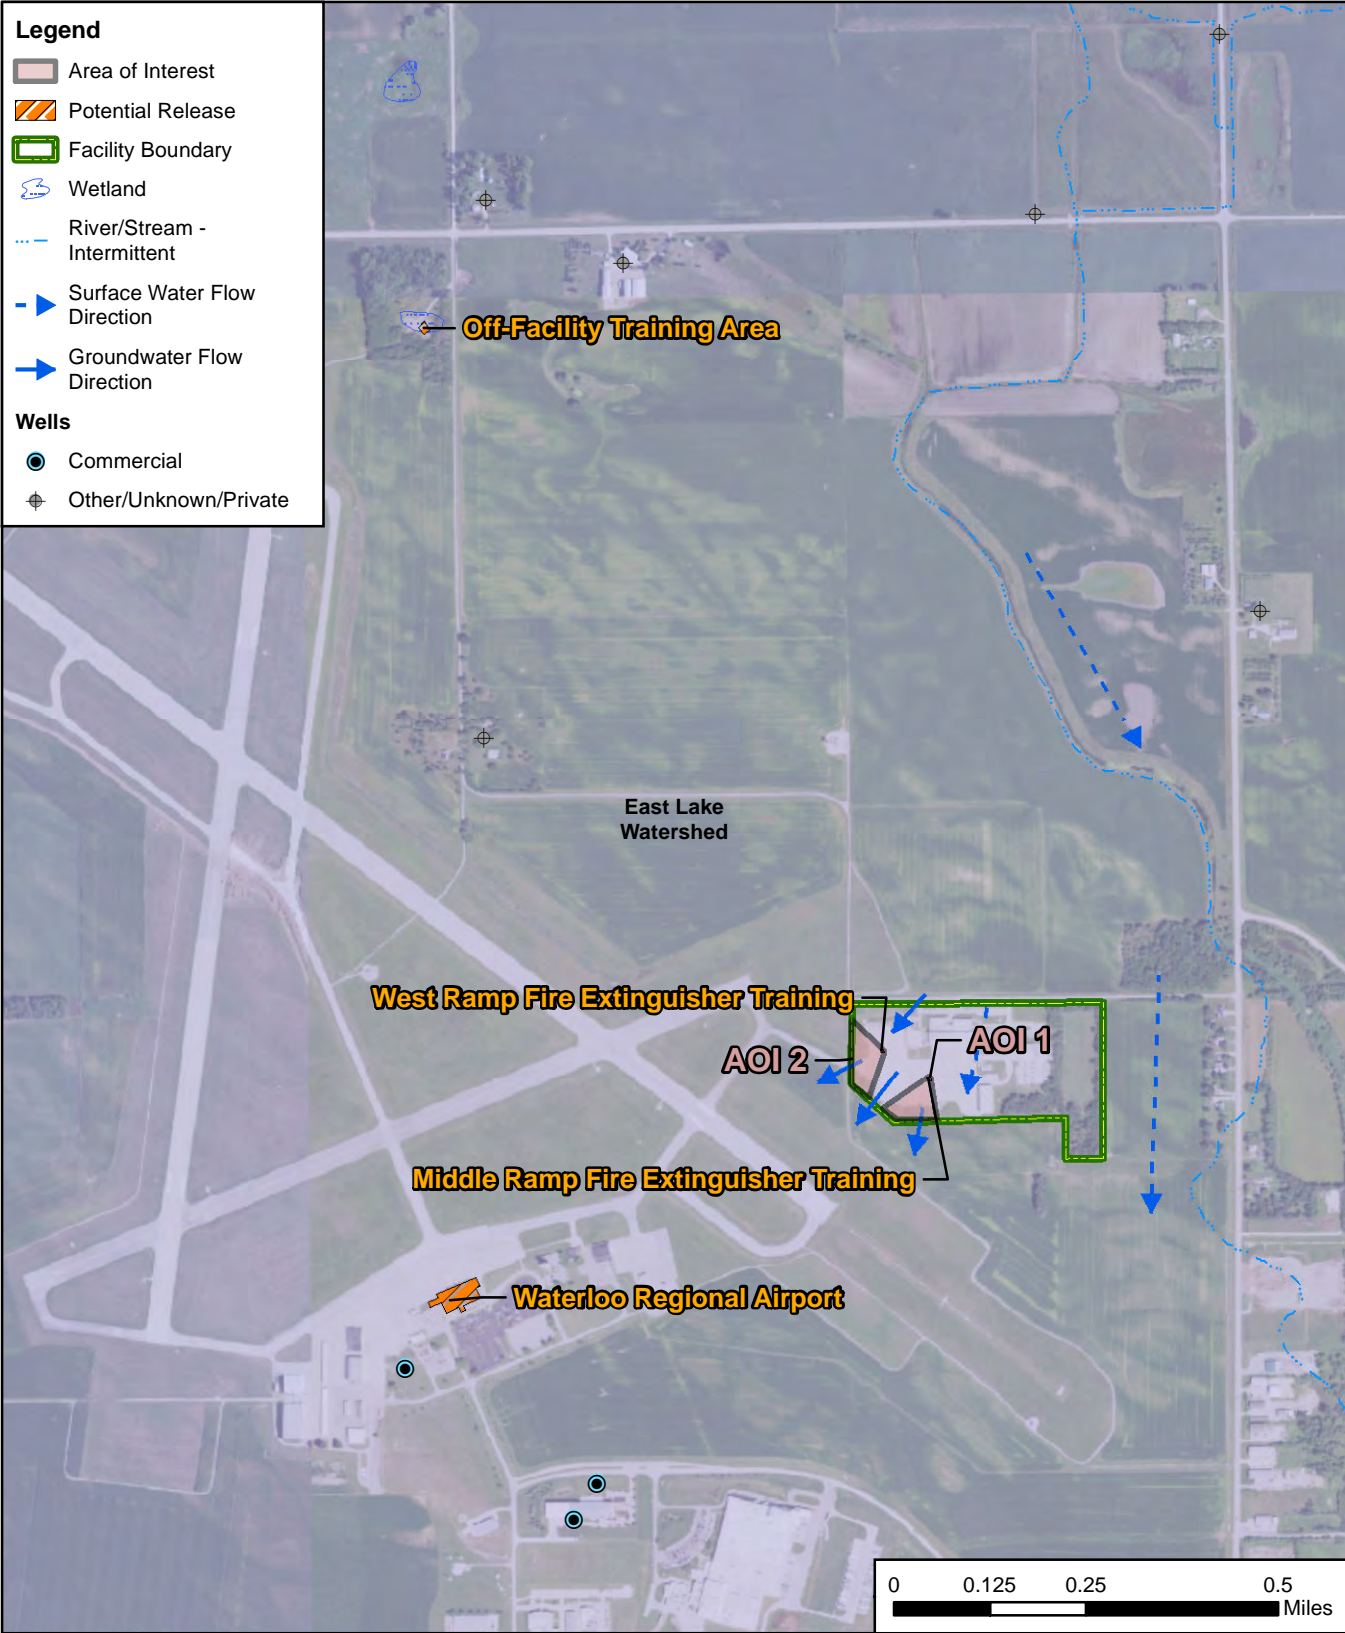 Legend
Area of Interest
Potential Release
Facility Boundary
Wetland
River/Stream -
Intermittent
Surface Water Flow
Direction
Groundwater Flow
Direction
Wells
Commercial
Other/Unknown/Private
Off-Facility Training Area
East Lake
Watershed
West Ramp Fire Extinguisher Training
AOI 1
AOI 2
Middle Ramp Fire Extinguisher Training
Waterloo Regional Airport
0 0.125 0.25 0.5
Miles